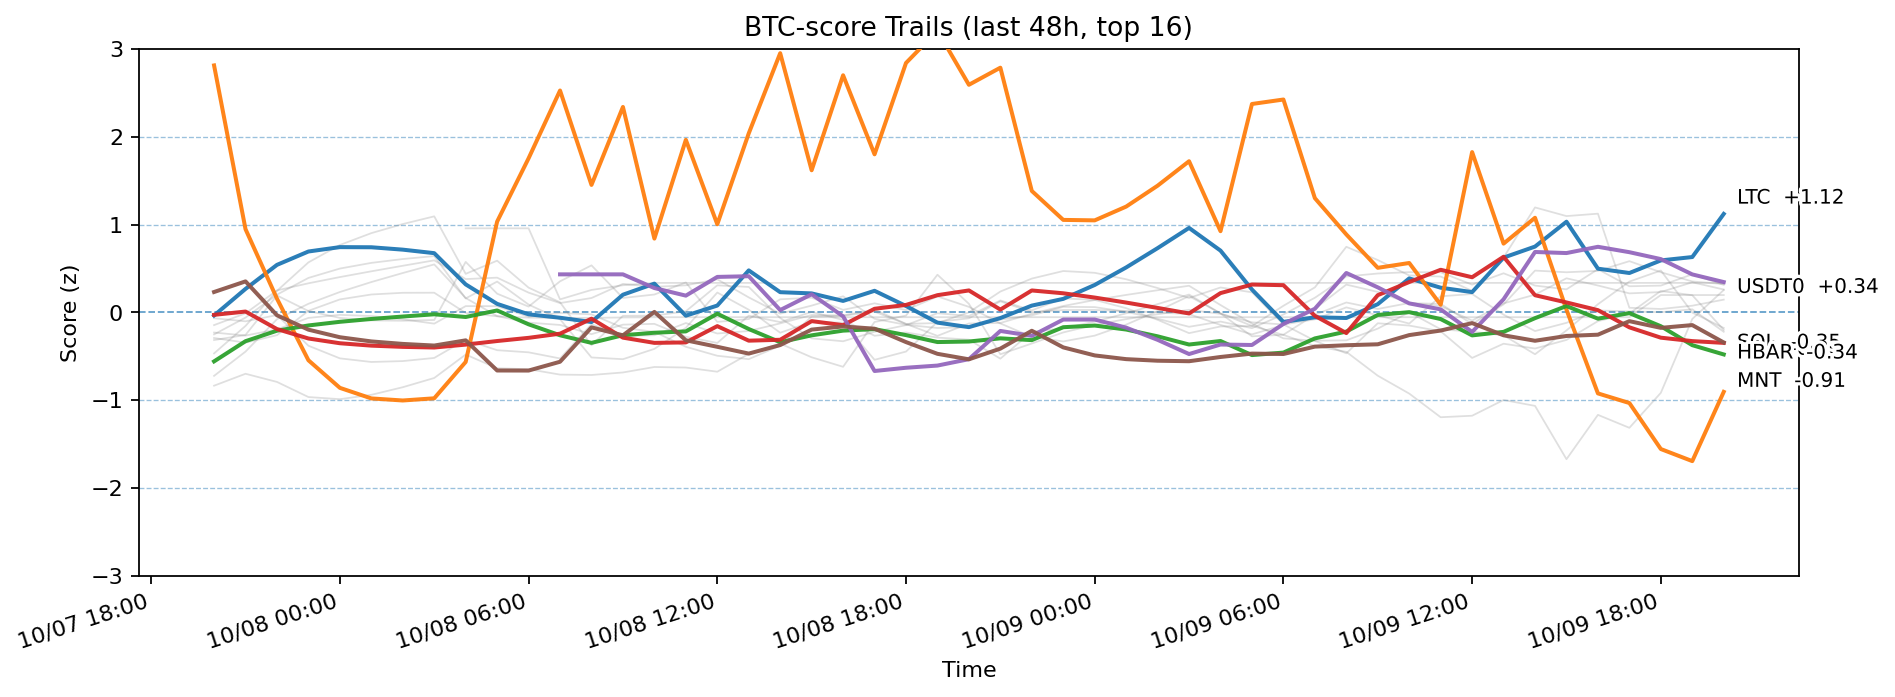 BTC-score Trails (last 48h, top 16)
3
2
1
0
−1
−2
−3
Score (z)
LTC +1.12
USDT0 +0.34
HBAR -0.34
MNT -0.91
10/07 18:00
10/08 00:00
10/08 06:00
10/08 12:00
10/08 18:00
10/09 00:00
10/09 06:00
10/09 12:00
10/09 18:00
Time